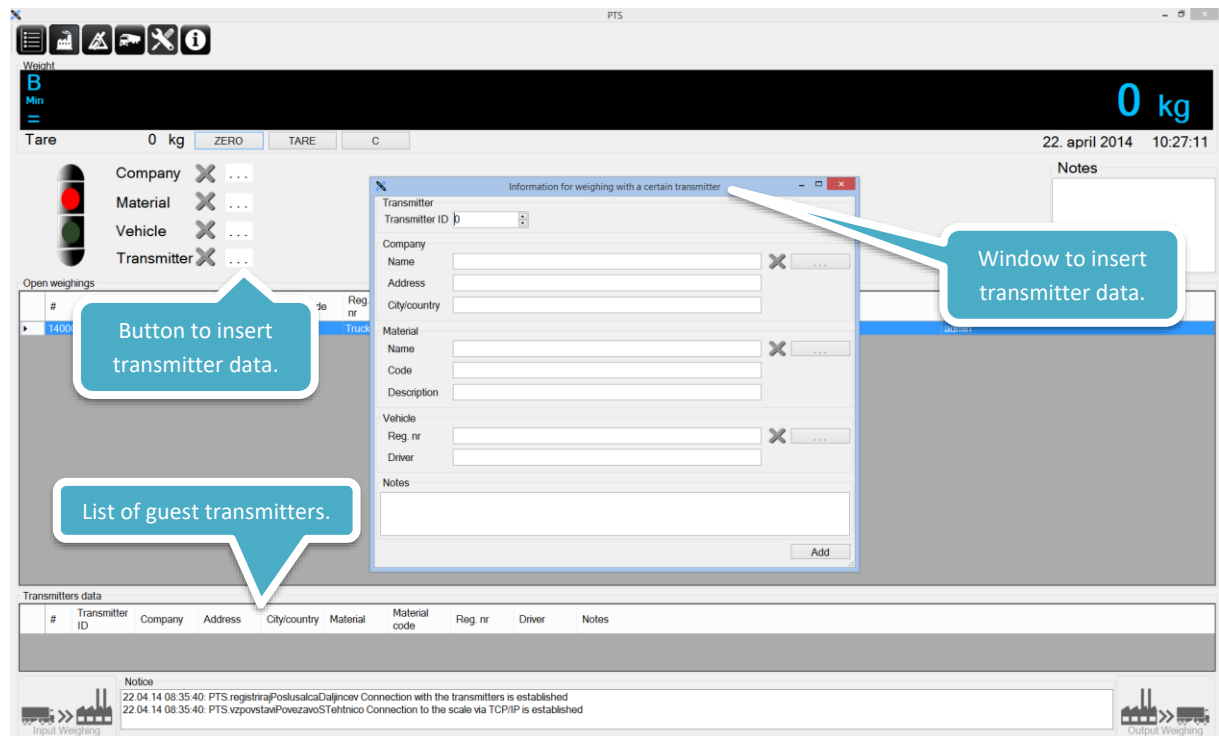 PTS
Weight
B
Min
=
0 kg
Tare 0 kg ZERO TARE C 22. april 2014 10:27:11
Company ...
Material ...
Vehicle ...
Transmitter ...
Notes
Information for weighing with a certain transmitter
Transmitter
Transmitter ID 0
Company
Name ...
Address
City/country
Material
Name ...
Code
Description
Vehicle
Reg. nr ...
Driver
Notes
Add
Window to insert
transmitter data.
Open weighings
# Reg.
nr
1400 Truck admin
Button to insert
transmitter data.
List of guest transmitters.
Transmitters data
# Transmitter ID Company Address City/country Material Material code Reg. nr Driver Notes
Notice
22.04.14 08:35:40: PTS.registrirajPoslusalcaDaljincev Connection with the transmitters is established
22.04.14 08:35:40: PTS.vzpovstaviPovezavoSTehtnico Connection to the scale via TCP/IP is established
Input Weighing
Output Weighing